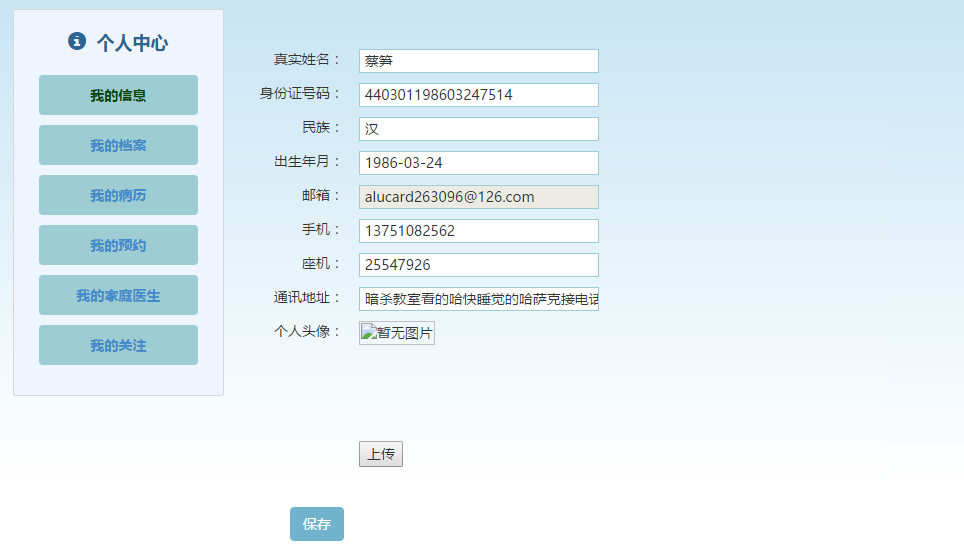 个人中心
我的信息
我的档案
我的病历
我的预约
我的家庭医生
我的关注
真实姓名： 蔡笋
身份证号码： 440301198603247514
民族： 汉
出生年月： 1986-03-24
邮箱： alucard263096@126.com
手机： 13751082562
座机： 25547926
通讯地址： 暗杀教室看的哈快睡觉的哈萨克接电话
个人头像： 暂无图片
上传
保存